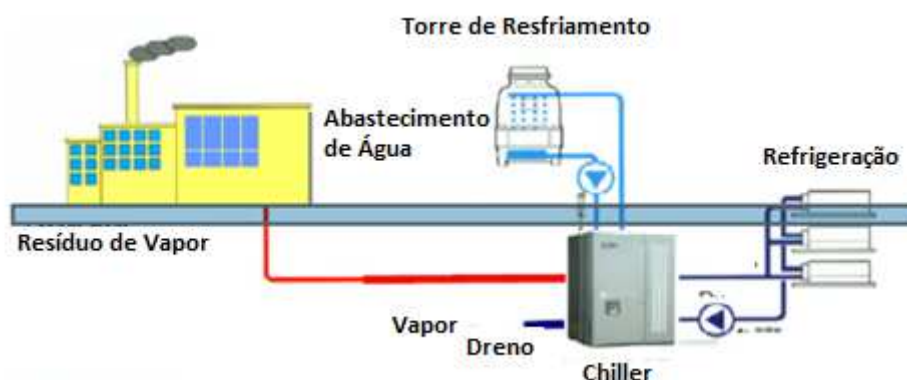 Torre de Resfriamento
Abastecimento
de Água
Refrigeração
Resíduo de Vapor
Vapor
Dreno
Chiller